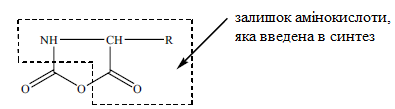 залишок амінокислоти,
яка введена в синтез
NH CH R
O O O